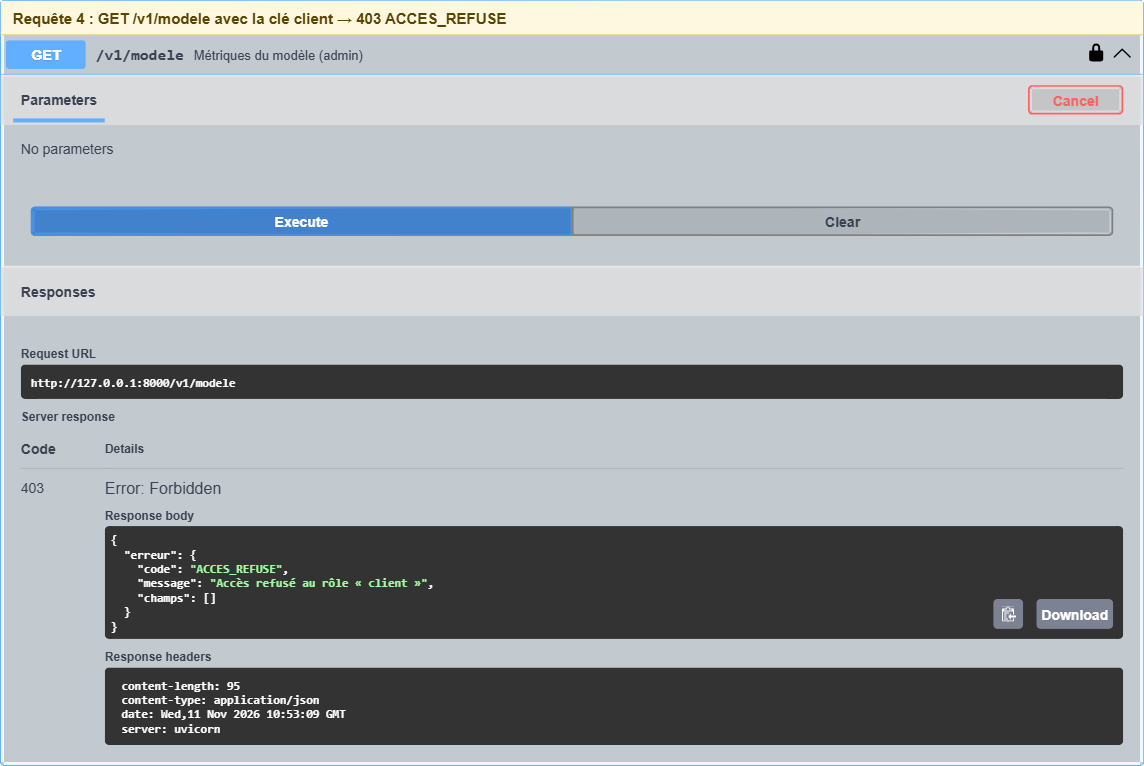 Requête 4 : GET /v1/modele avec la clé client → 403 ACCES_REFUSE
GET /v1/modele Métriques du modèle (admin)
Parameters Cancel
No parameters
Execute Clear
Responses
Request URL
http://127.0.0.1:8000/v1/modele
Server response
Code Details
403 Error: Forbidden
Response body
{
  "erreur": {
    "code": "ACCES_REFUSE",
    "message": "Accès refusé au rôle « client »",
    "champs": []
  }
}
Download
Response headers
content-length: 95
content-type: application/json
date: Wed,11 Nov 2026 10:53:09 GMT
server: uvicorn